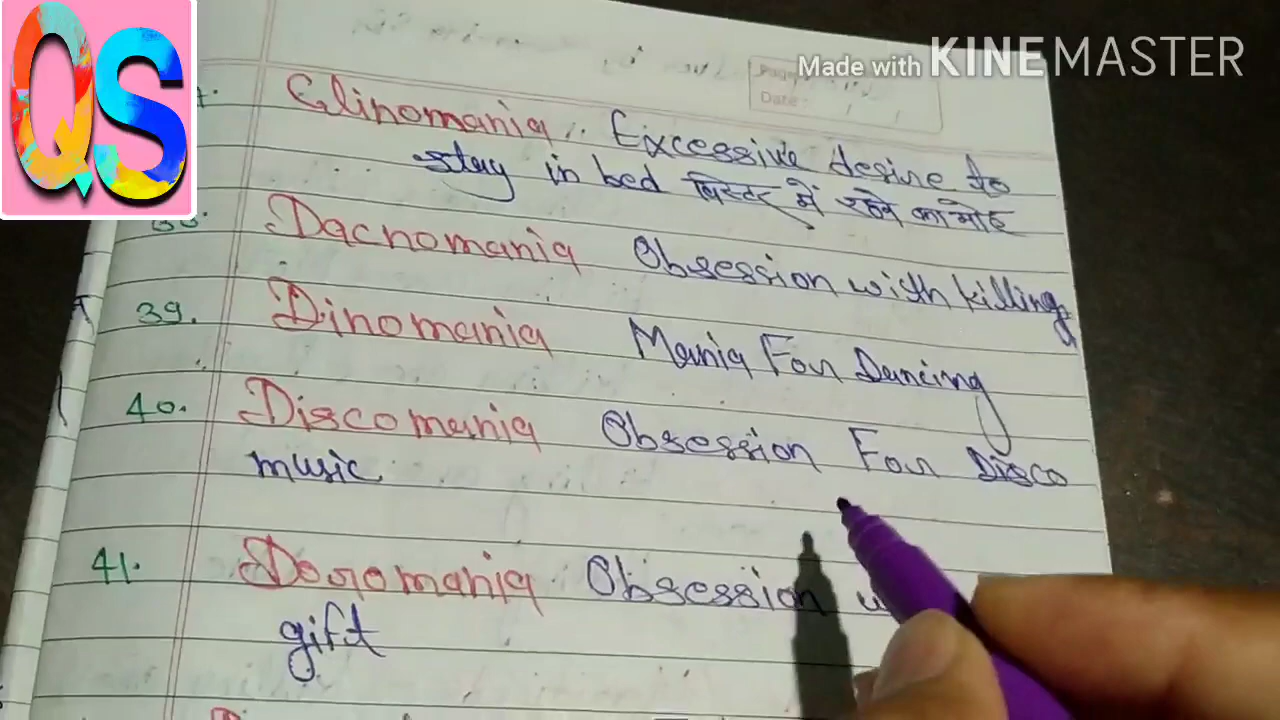 QS
Made with KINEMASTER
Date:
Clinomania Excessive desire to
stay in bed बिस्तर में रहने का मोह
Dacnomania Obsession with killing
39. Dinomania Mania For Dancing
40. Discomania Obsession For Disco
music
41. Doromania Obsession
gift